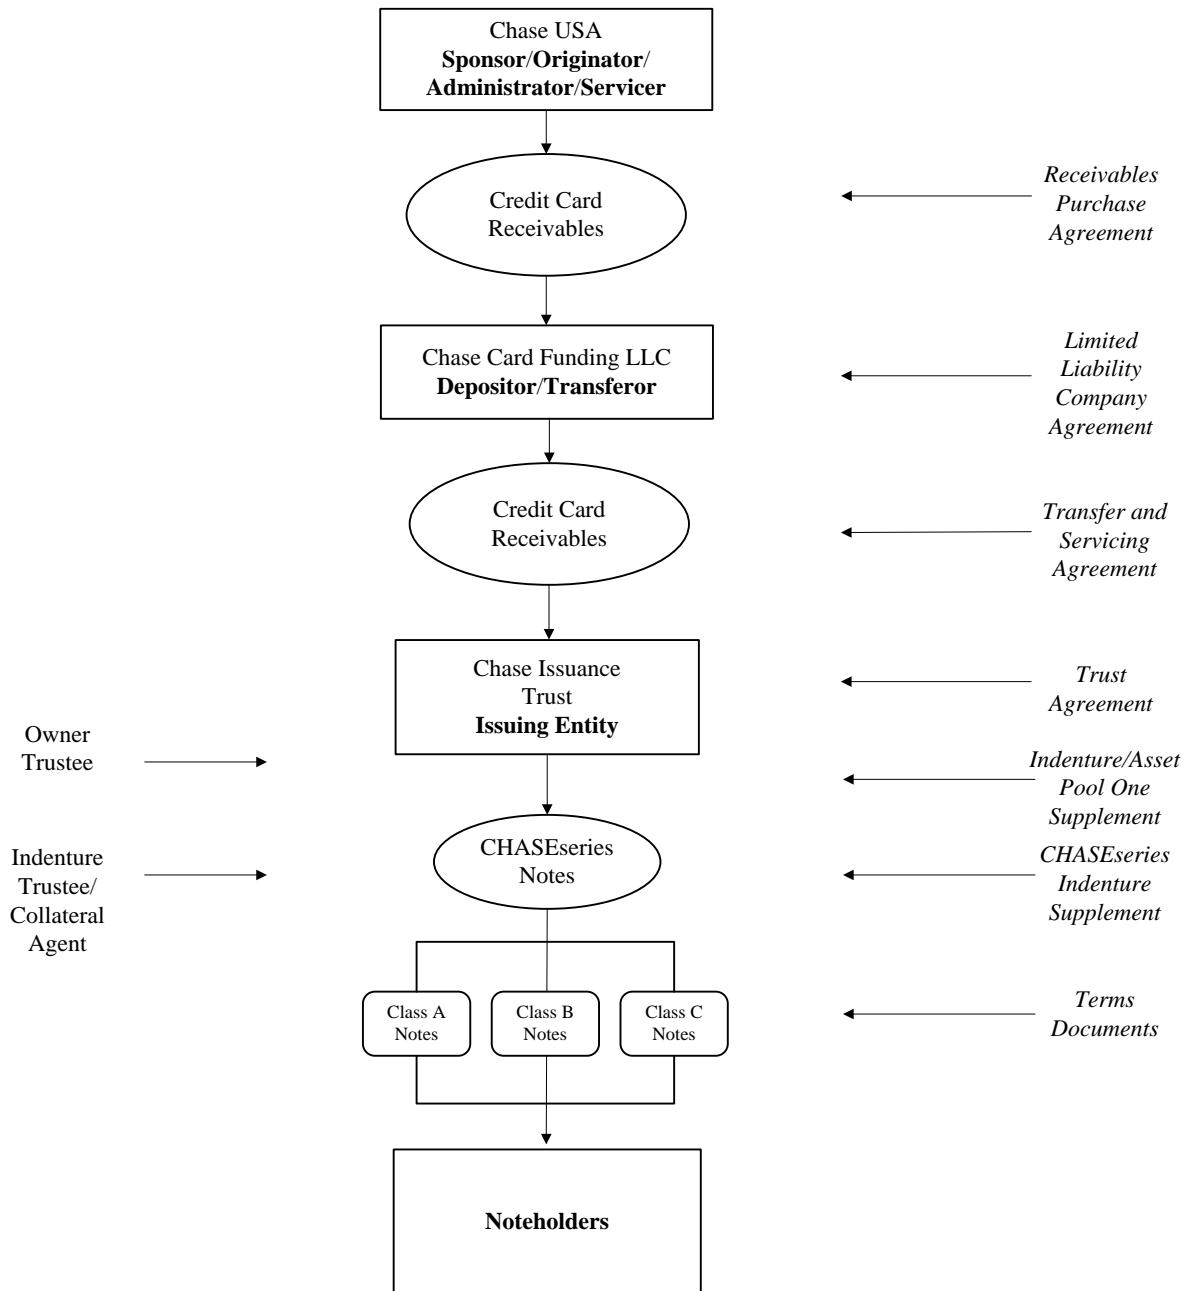 Chase USA
Sponsor/Originator/
Administrator/Servicer
Credit Card
Receivables
Receivables
Purchase
Agreement
Chase Card Funding LLC
Depositor/Transferor
Limited
Liability
Company
Agreement
Credit Card
Receivables
Transfer and
Servicing
Agreement
Chase Issuance
Trust
Issuing Entity
Trust
Agreement
Owner
Trustee
Indenture/Asset
Pool One
Supplement
Indenture
Trustee/
Collateral
Agent
CHASEseries
Notes
CHASEseries
Indenture
Supplement
Class A
Notes
Class B
Notes
Class C
Notes
Terms
Documents
Noteholders